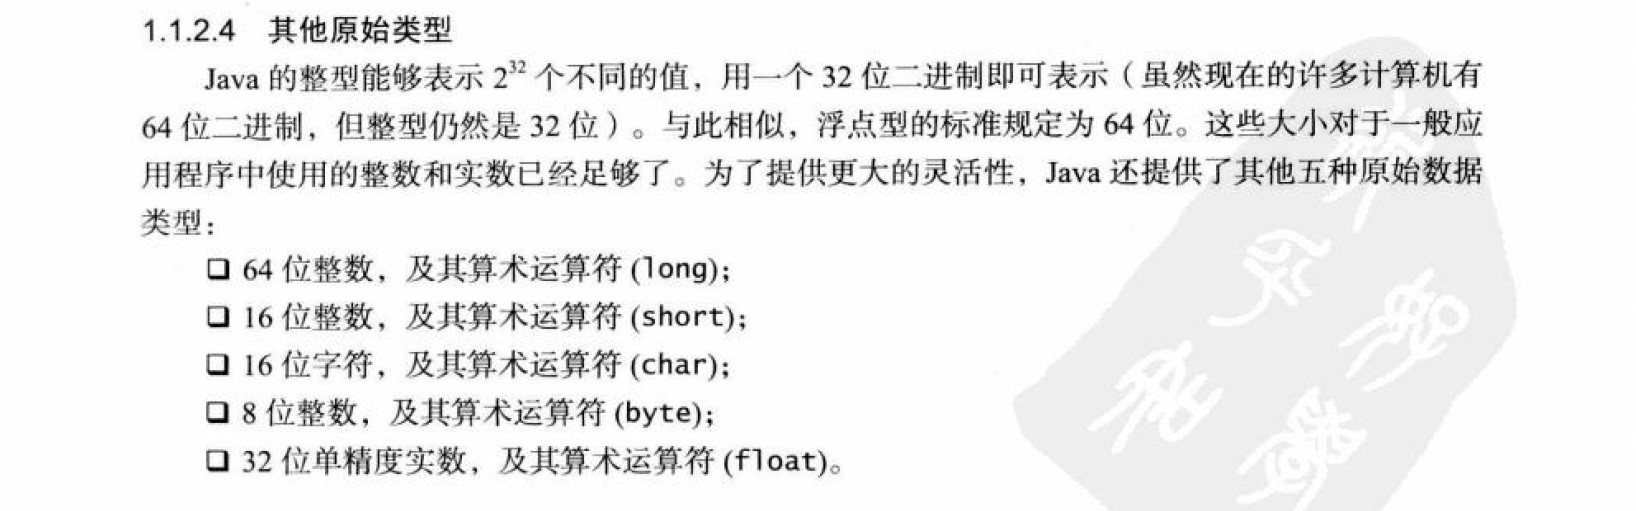 1.1.2.4 其他原始类型
Java 的整型能够表示 2³² 个不同的值，用一个 32 位二进制即可表示（虽然现在的许多计算机有
64 位二进制，但整型仍然是 32 位）。与此相似，浮点型的标准规定为 64 位。这些大小对于一般应
用程序中使用的整数和实数已经足够了。为了提供更大的灵活性，Java 还提供了其他五种原始数据
类型：
❏ 64 位整数，及其算术运算符 (long)；
❏ 16 位整数，及其算术运算符 (short)；
❏ 16 位字符，及其算术运算符 (char)；
❏ 8 位整数，及其算术运算符 (byte)；
❏ 32 位单精度实数，及其算术运算符 (float)。